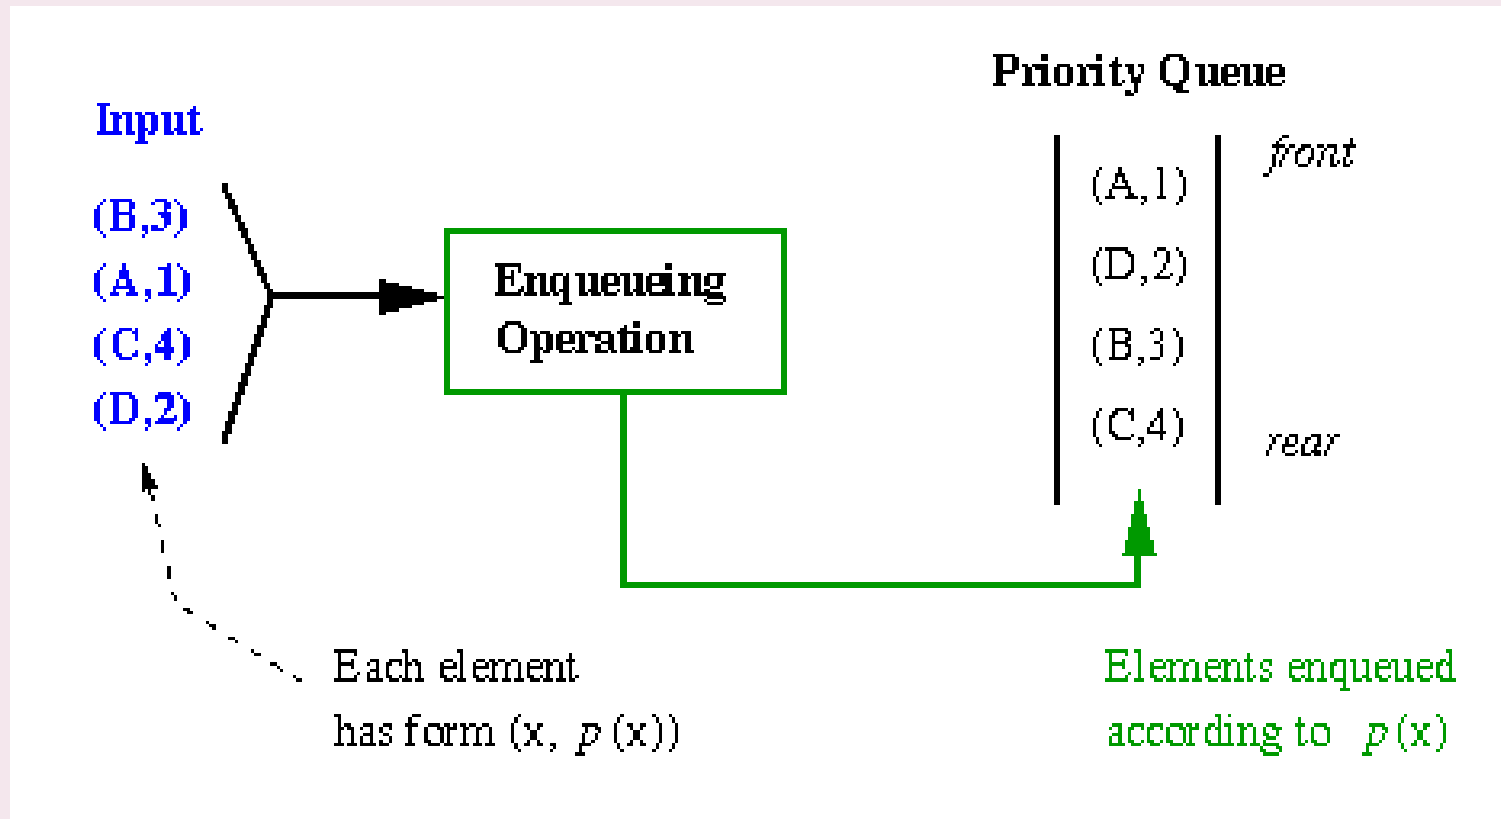 Input
(B,3)
(A,1)
(C,4)
(D,2)
Enqueueing
Operation
Priority Queue
front
(A,1)
(D,2)
(B,3)
(C,4)
rear
Each element
has form (x, p(x))
Elements enqueued
according to p(x)